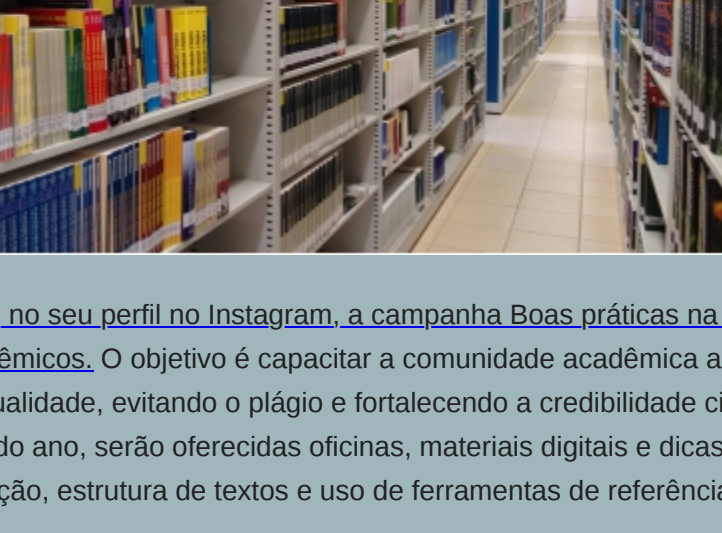 , no seu perfil no Instagram, a campanha Boas práticas na
êmicos. O objetivo é capacitar a comunidade acadêmica a
ualidade, evitando o plágio e fortalecendo a credibilidade ci
do ano, serão oferecidas oficinas, materiais digitais e dicas
ção, estrutura de textos e uso de ferramentas de referência